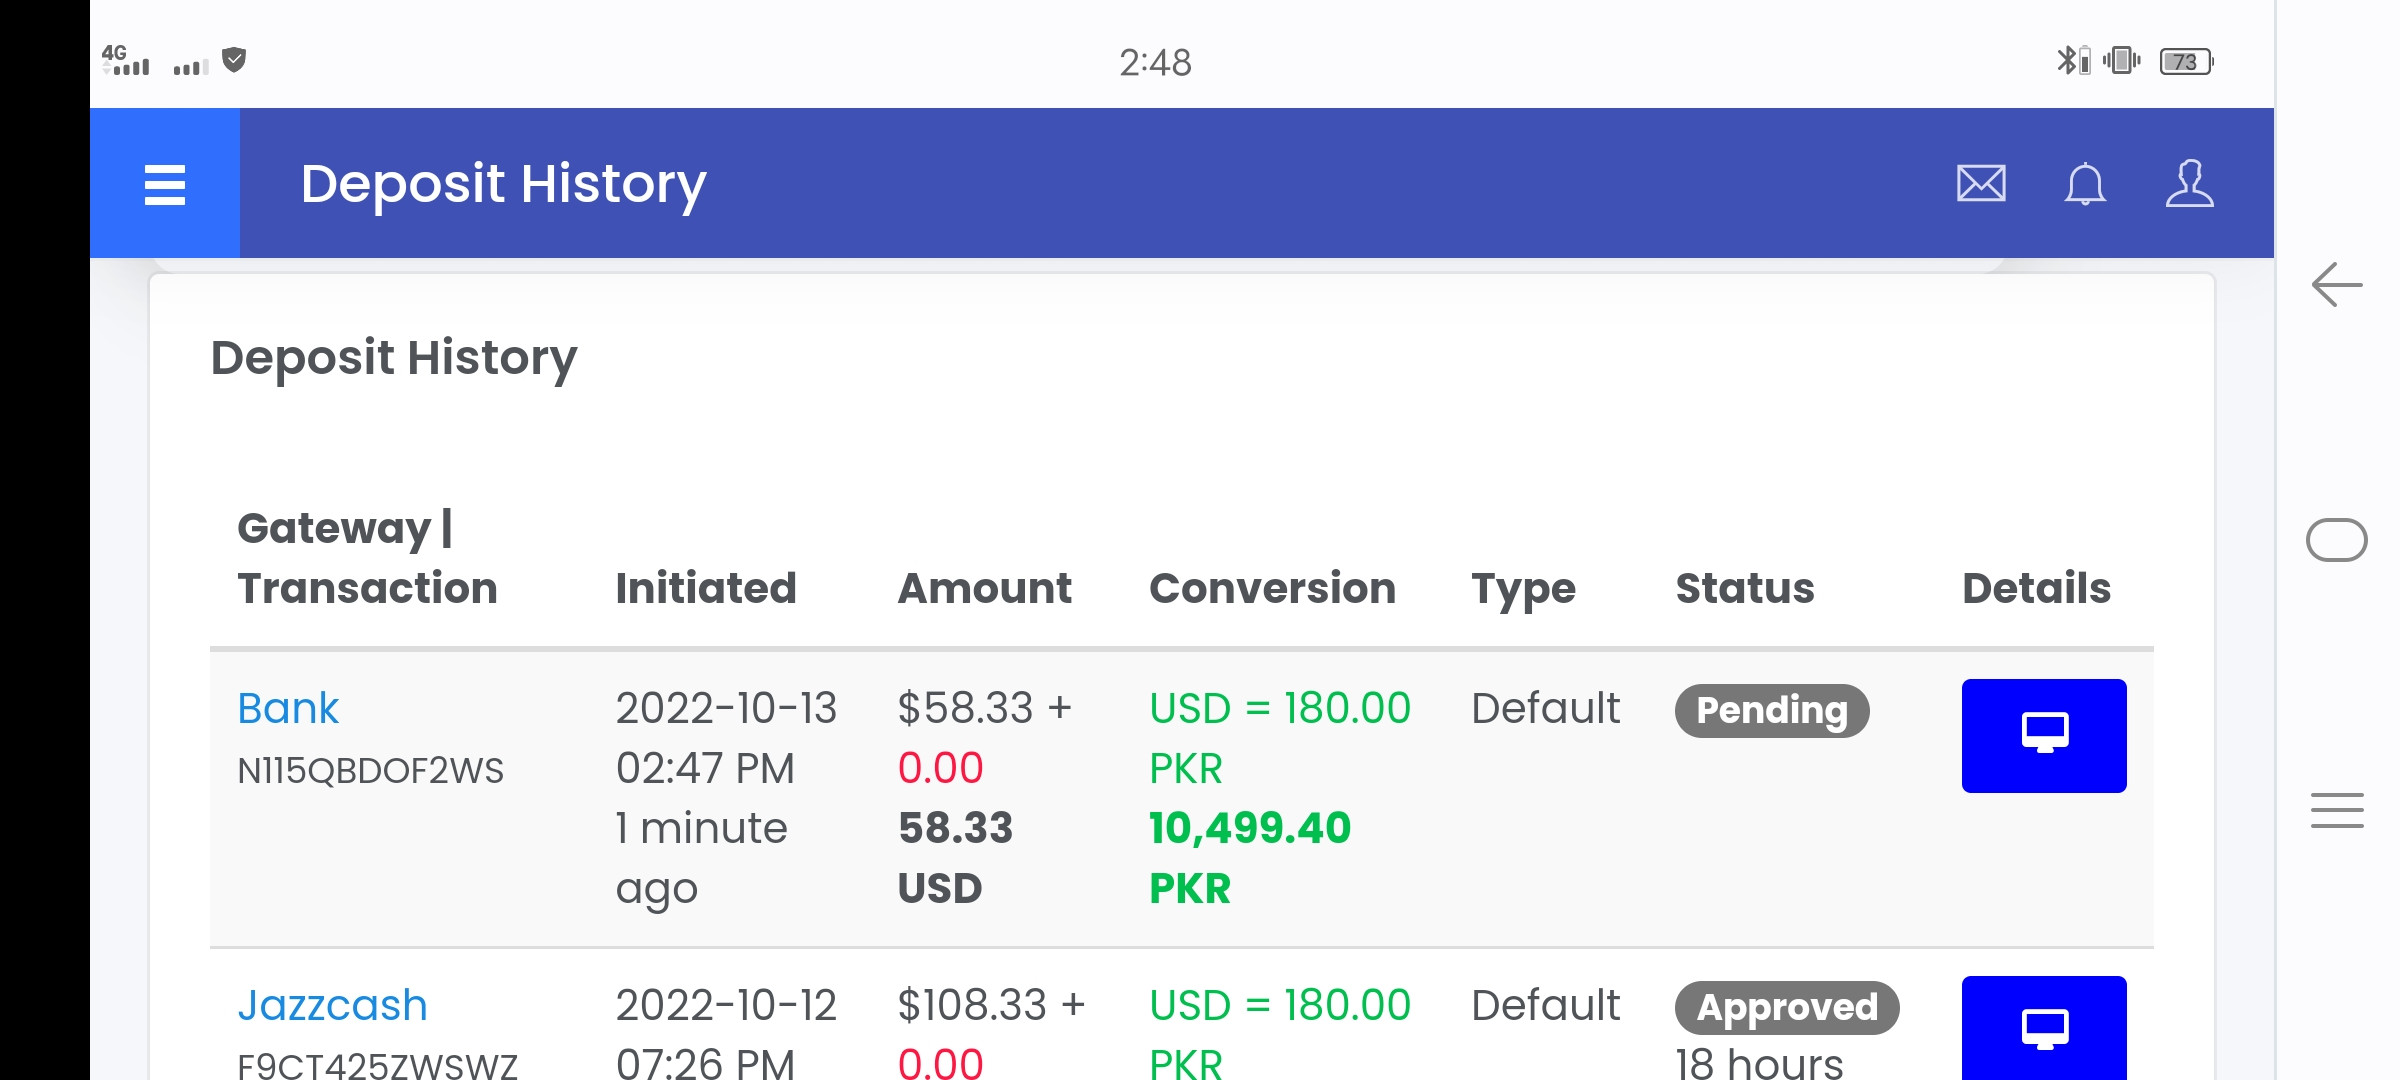 4G
2:48
73
Deposit History
Deposit History
Gateway |
Transaction Initiated Amount Conversion Type Status Details
Bank 2022-10-13 $58.33 + USD = 180.00 Default Pending
N115QBDOF2WS 02:47 PM 0.00 PKR
1 minute 58.33 10,499.40
ago USD PKR
Jazzcash 2022-10-12 $108.33 + USD = 180.00 Default Approved
F9CT425ZWSWZ 07:26 PM 0.00 PKR 18 hours